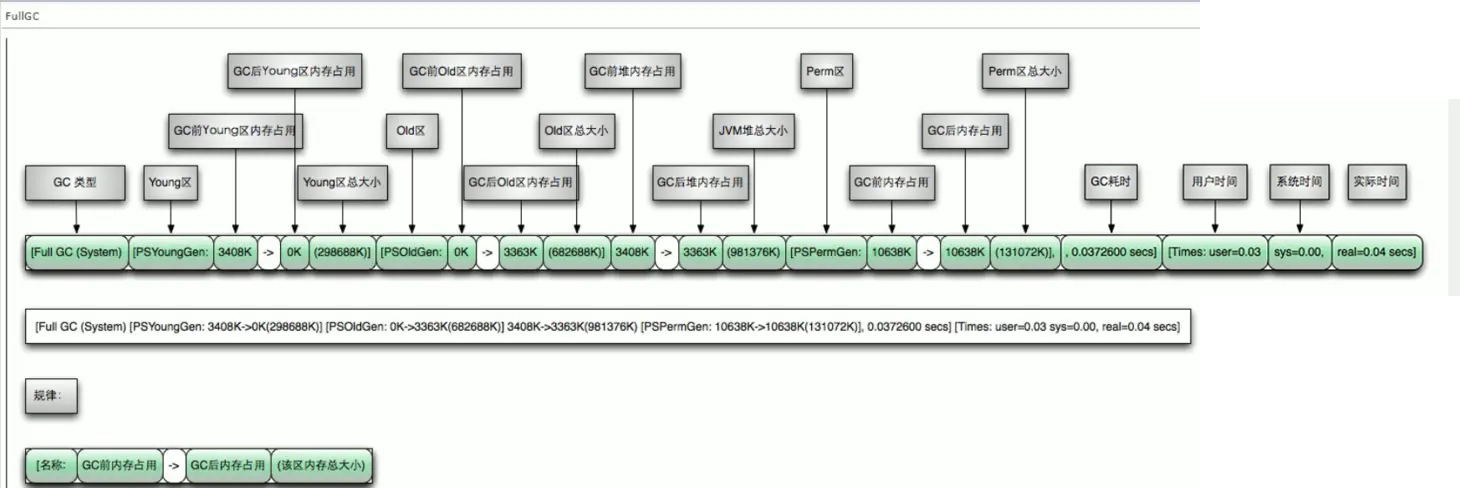 FullGC
GC后Young区内存占用 GC前Old区内存占用 GC前堆内存占用 Perm区 Perm区总大小
GC前Young区内存占用 Old区 Old区总大小 JVM堆总大小 GC后内存占用
GC 类型 Young区 Young区总大小 GC后Old区内存占用 GC后堆内存占用 GC前内存占用 GC耗时 用户时间 系统时间 实际时间
[Full GC (System) [PSYoungGen: 3408K -> 0K (298688K)] [PSOldGen: 0K -> 3363K (682688K)] 3408K -> 3363K (981376K) [PSPermGen: 10638K -> 10638K (131072K)], , 0.0372600 secs] [Times: user=0.03 sys=0.00, real=0.04 secs]
[Full GC (System) [PSYoungGen: 3408K->0K(298688K)] [PSOldGen: 0K->3363K(682688K)] 3408K->3363K(981376K) [PSPermGen: 10638K->10638K(131072K)], 0.0372600 secs] [Times: user=0.03 sys=0.00, real=0.04 secs]
规律：
[名称: GC前内存占用 -> GC后内存占用 (该区内存总大小)